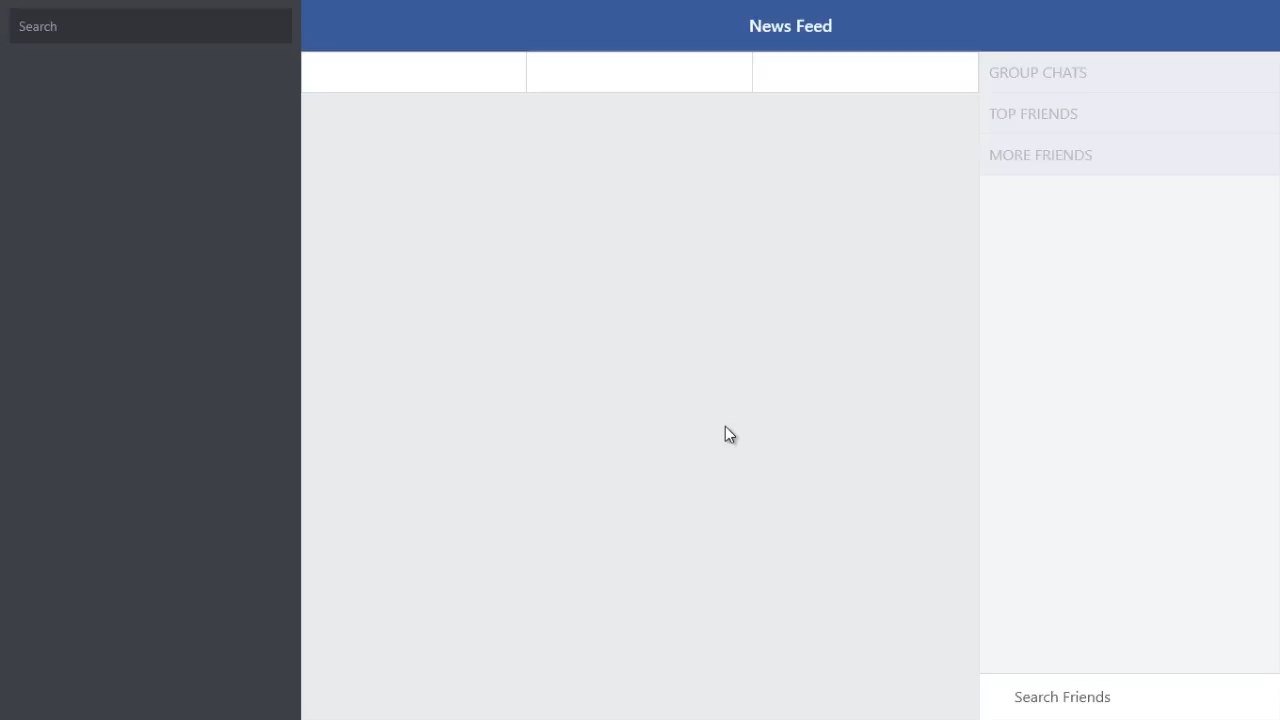 Search
News Feed
GROUP CHATS
TOP FRIENDS
MORE FRIENDS
Search Friends